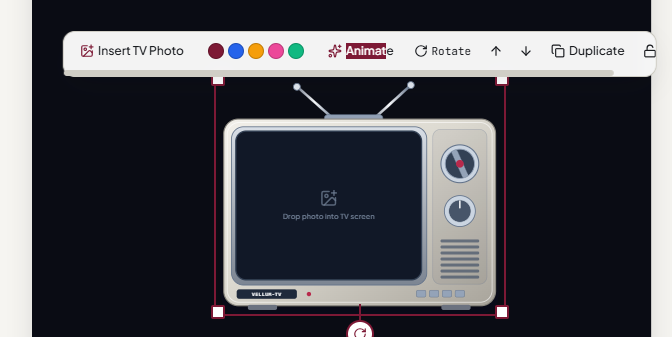 Insert TV Photo Animate Rotate Duplicate
Drop photo into TV screen
VELLUM-TV